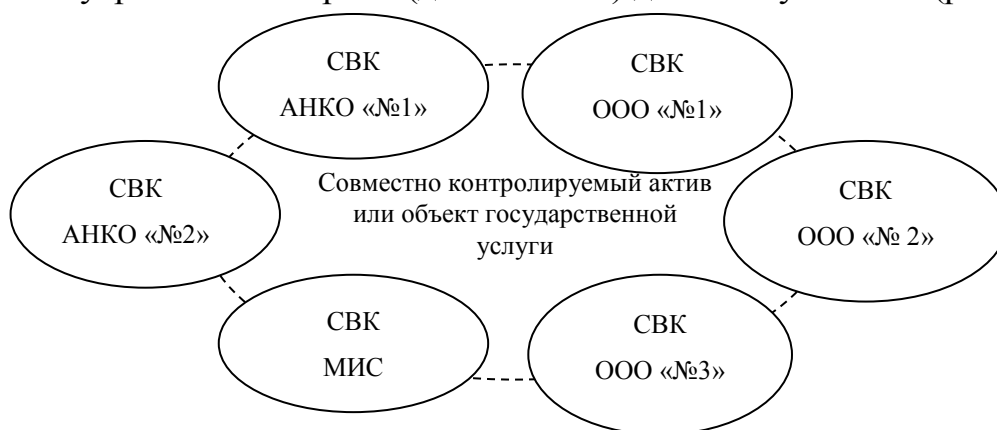 СВК
АНКО «№1»
СВК
ООО «№1»
СВК
АНКО «№2»
Совместно контролируемый актив
или объект государственной
услуги
СВК
ООО «№ 2»
СВК
МИС
СВК
ООО «№3»